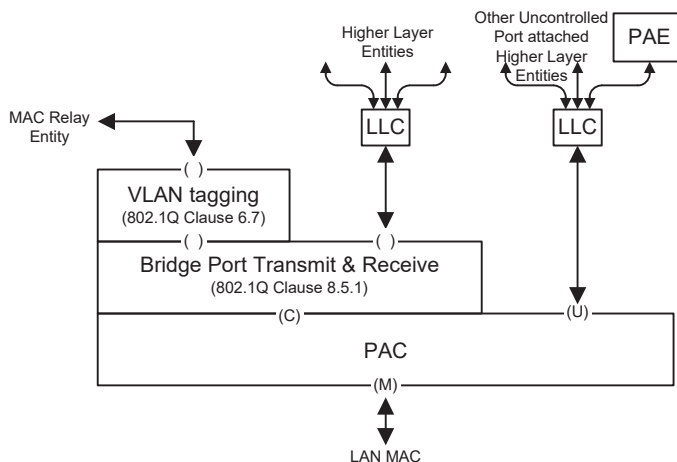 Other Uncontrolled
Port attached
Higher Layer
Entities
PAE
Higher Layer
Entities
LLC
LLC
MAC Relay
Entity
( )
VLAN tagging
(802.1Q Clause 6.7)
( )
( )
Bridge Port Transmit & Receive
(802.1Q Clause 8.5.1)
(C)
(U)
PAC
(M)
LAN MAC